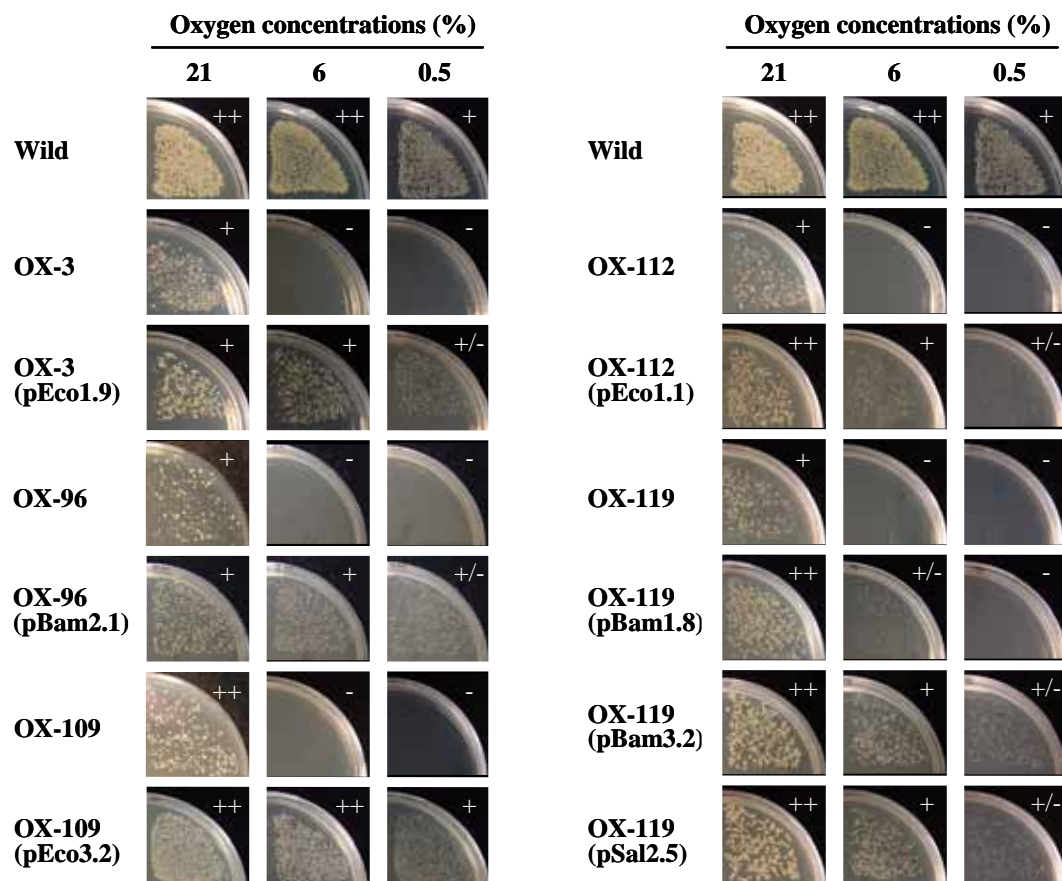 Oxygen concentrations (%)
21 6 0.5
Wild ++ ++ +
OX-3 + - -
OX-3
(pEco1.9) + + +/-
OX-96 + - -
OX-96
(pBam2.1) + + +/-
OX-109 ++ - -
OX-109
(pEco3.2) ++ ++ +
Oxygen concentrations (%)
21 6 0.5
Wild ++ ++ +
OX-112 + - -
OX-112
(pEco1.1) ++ + +/-
OX-119 + - -
OX-119
(pBam1.8) ++ +/- -
OX-119
(pBam3.2) ++ + +/-
OX-119
(pSal2.5) ++ + +/-